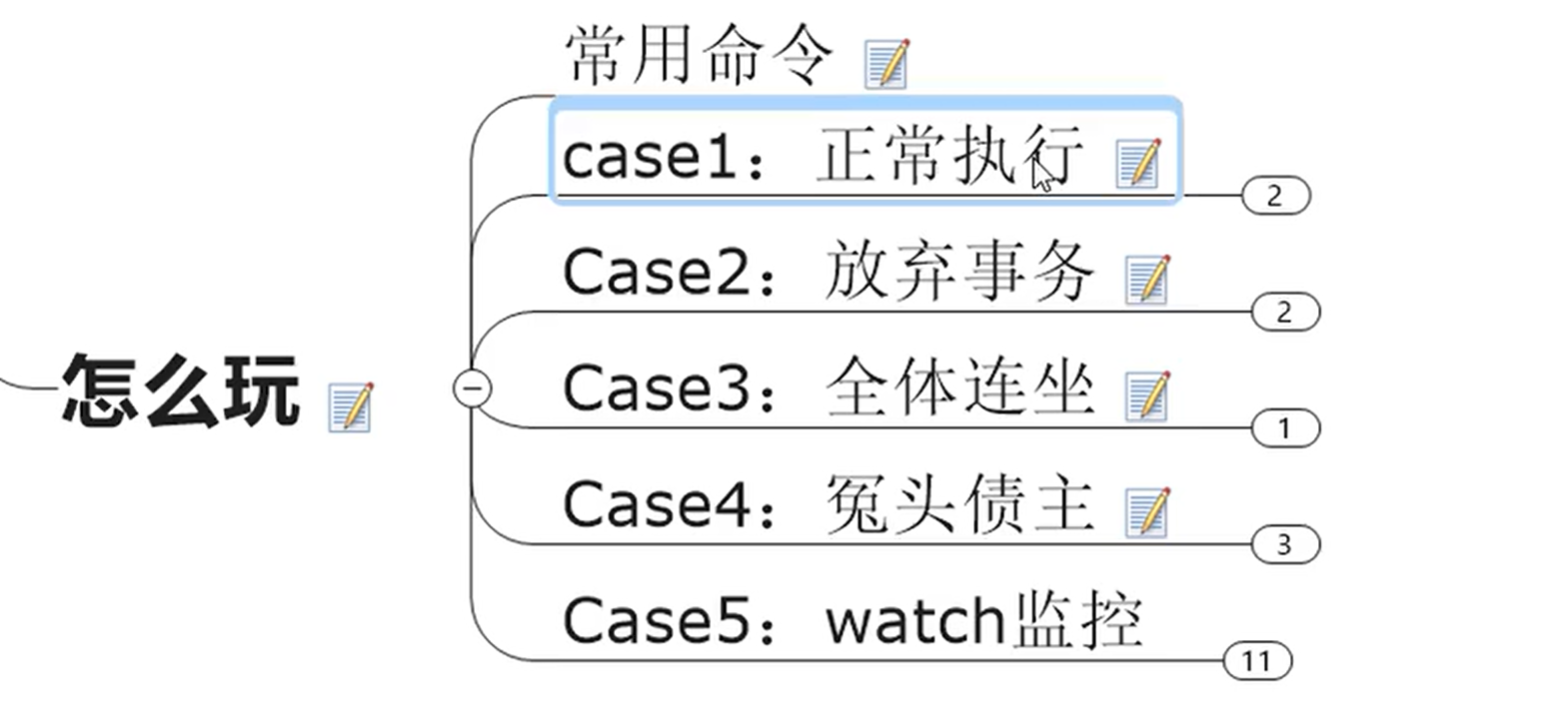 常用命令
case1：正常执行
2
Case2：放弃事务
2
怎么玩
Case3：全体连坐
1
Case4：冤头债主
3
Case5：watch监控
11